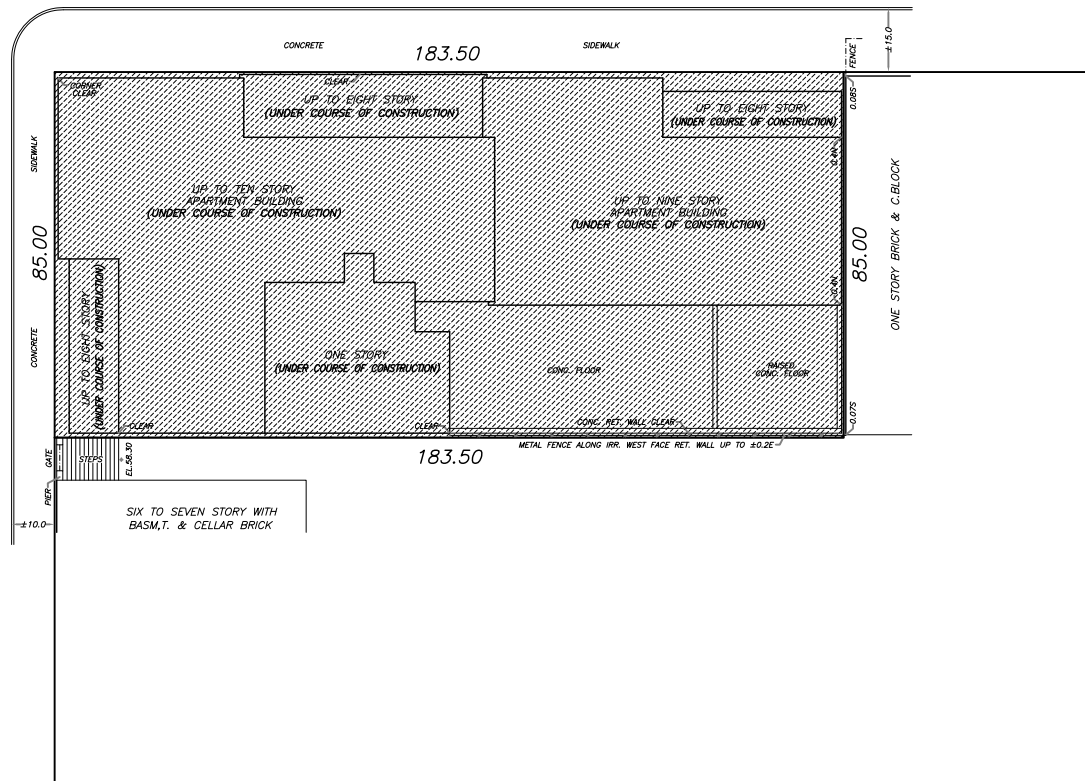 CONCRETE
183.50
SIDEWALK
FENCE
±15.0
CORNER
CLEAR
CLEAR
UP TO EIGHT STORY
(UNDER COURSE OF CONSTRUCTION)
UP TO EIGHT STORY
(UNDER COURSE OF CONSTRUCTION)
0.08S
SIDEWALK
0.4N
UP TO TEN STORY
APARTMENT BUILDING
(UNDER COURSE OF CONSTRUCTION)
UP TO NINE STORY
APARTMENT BUILDING
(UNDER COURSE OF CONSTRUCTION)
ONE STORY BRICK & C.BLOCK
85.00
85.00
0.4N
CONCRETE
UP TO EIGHT STORY
(UNDER COURSE OF CONSTRUCTION)
ONE STORY
(UNDER COURSE OF CONSTRUCTION)
CONC. FLOOR
RAISED
CONC. FLOOR
0.07S
CLEAR
CLEAR
CONC. RET. WALL CLEAR
METAL FENCE ALONG IRR. WEST FACE RET. WALL UP TO ±0.2E
GATE
STEPS
EL.58.30
183.50
PIER
SIX TO SEVEN STORY WITH
BASM,T. & CELLAR BRICK
±10.0